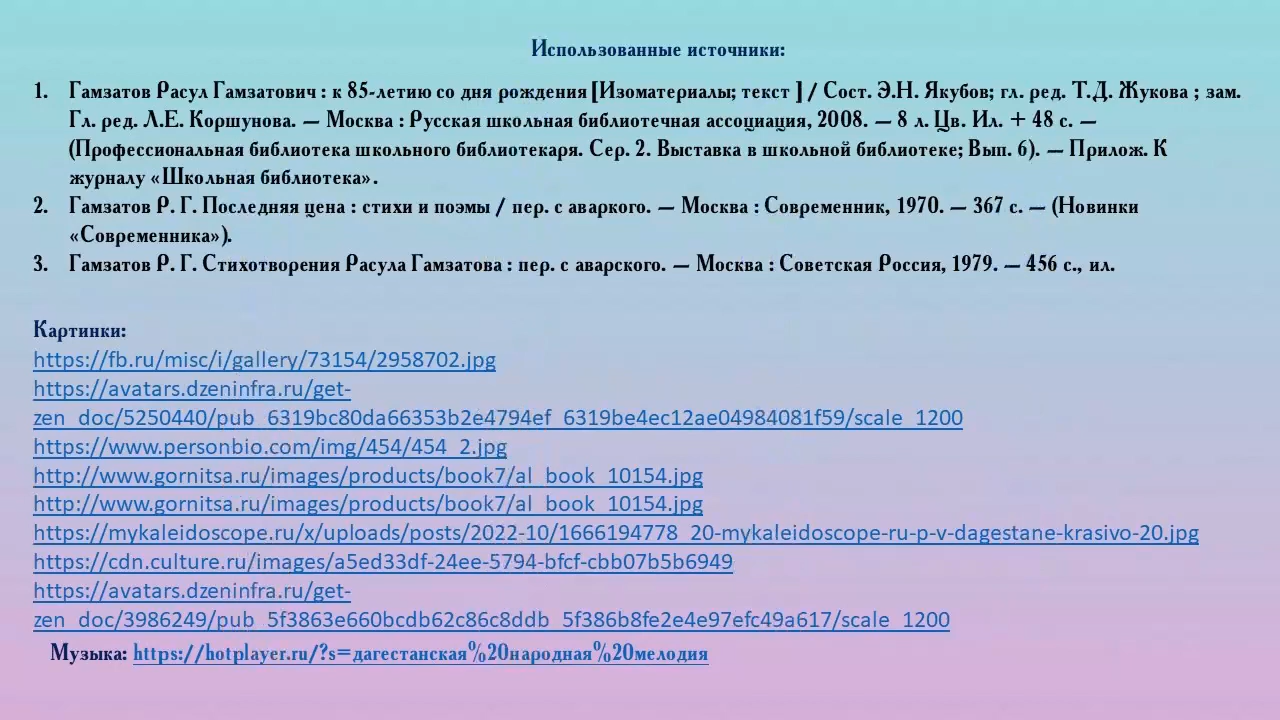 Использованные источники:
1. Гамзатов Расул Гамзатович : к 85-летию со дня рождения [Изоматериалы; текст ] / Сост. Э.Н. Якубов; гл. ред. Т.Д. Жукова ; зам.
Гл. ред. Л.Е. Коршунова. — Москва : Русская школьная библиотечная ассоциация, 2008. — 8 л. Цв. Ил. + 48 с. —
(Профессиональная библиотека школьного библиотекаря. Сер. 2. Выставка в школьной библиотеке; Вып. 6). — Прилож. К
журналу «Школьная библиотека».
2. Гамзатов Р. Г. Последняя цена : стихи и поэмы / пер. с аваркого. — Москва : Современник, 1970. — 367 с. — (Новинки
«Современника»).
3. Гамзатов Р. Г. Стихотворения Расула Гамзатова : пер. с аварского. — Москва : Советская Россия, 1979. — 456 с., ил.
Картинки:
https://fb.ru/misc/i/gallery/73154/2958702.jpg
https://avatars.dzeninfra.ru/get-
zen_doc/5250440/pub_6319bc80da66353b2e4794ef_6319be4ec12ae04984081f59/scale_1200
https://www.personbio.com/img/454/454_2.jpg
http://www.gornitsa.ru/images/products/book7/al_book_10154.jpg
http://www.gornitsa.ru/images/products/book7/al_book_10154.jpg
https://mykaleidoscope.ru/x/uploads/posts/2022-10/1666194778_20-mykaleidoscope-ru-p-v-dagestane-krasivo-20.jpg
https://cdn.culture.ru/images/a5ed33df-24ee-5794-bfcf-cbb07b5b6949
https://avatars.dzeninfra.ru/get-
zen_doc/3986249/pub_5f3863e660bcdb62c86c8ddb_5f386b8fe2e4e97efc49a617/scale_1200
Музыка: https://hotplayer.ru/?s=дагестанская%20народная%20мелодия